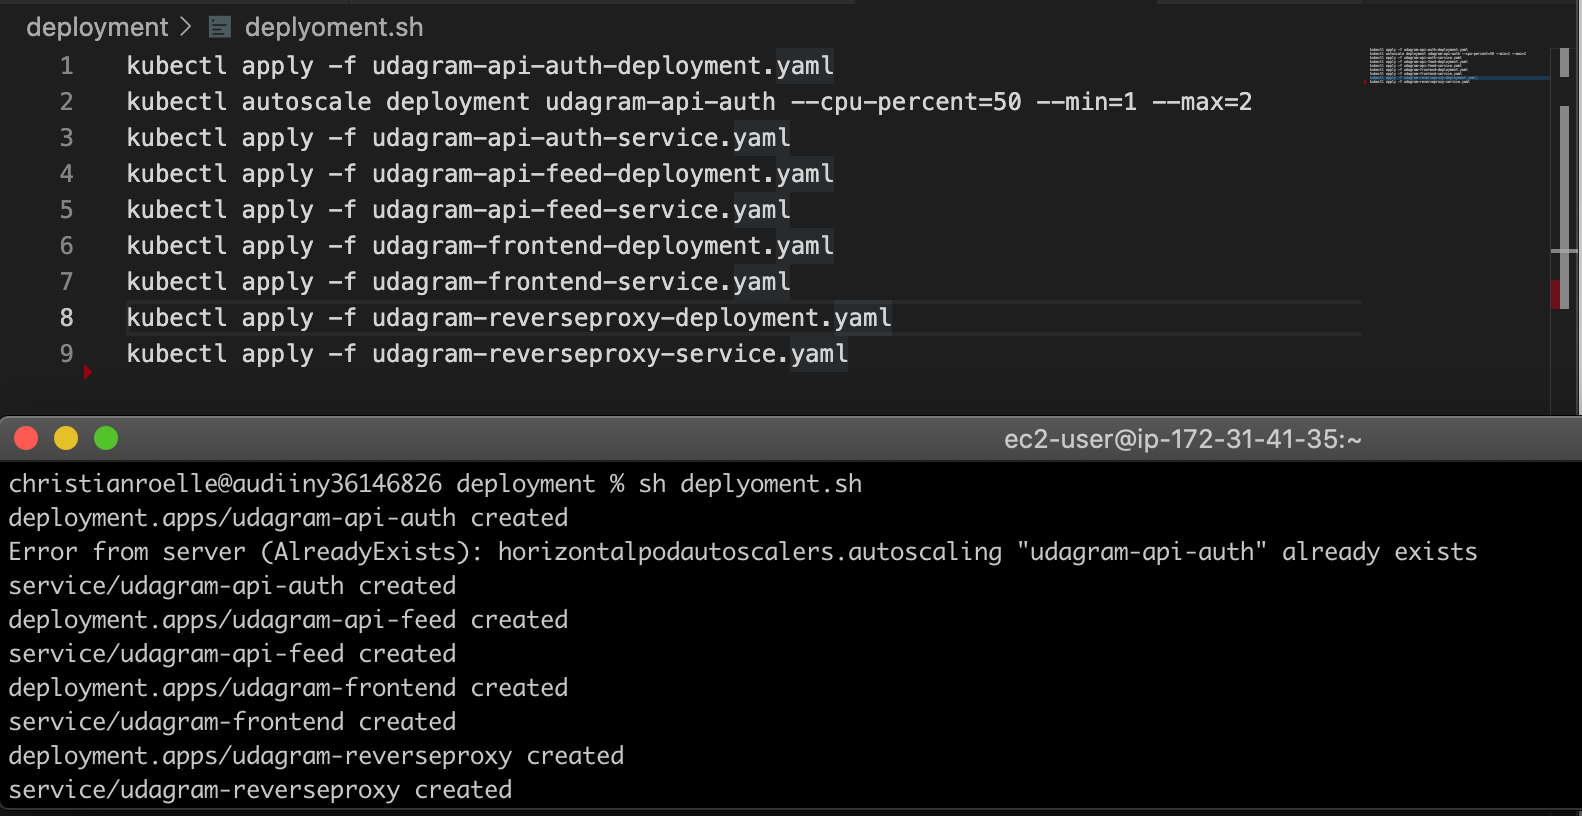 deployment > deplyoment.sh
1 kubectl apply -f udagram-api-auth-deployment.yaml
2 kubectl autoscale deployment udagram-api-auth --cpu-percent=50 --min=1 --max=2
3 kubectl apply -f udagram-api-auth-service.yaml
4 kubectl apply -f udagram-api-feed-deployment.yaml
5 kubectl apply -f udagram-api-feed-service.yaml
6 kubectl apply -f udagram-frontend-deployment.yaml
7 kubectl apply -f udagram-frontend-service.yaml
8 kubectl apply -f udagram-reverseproxy-deployment.yaml
9 kubectl apply -f udagram-reverseproxy-service.yaml
ec2-user@ip-172-31-41-35:~
christianroelle@audiiny36146826 deployment % sh deplyoment.sh
deployment.apps/udagram-api-auth created
Error from server (AlreadyExists): horizontalpodautoscalers.autoscaling "udagram-api-auth" already exists
service/udagram-api-auth created
deployment.apps/udagram-api-feed created
service/udagram-api-feed created
deployment.apps/udagram-frontend created
service/udagram-frontend created
deployment.apps/udagram-reverseproxy created
service/udagram-reverseproxy created